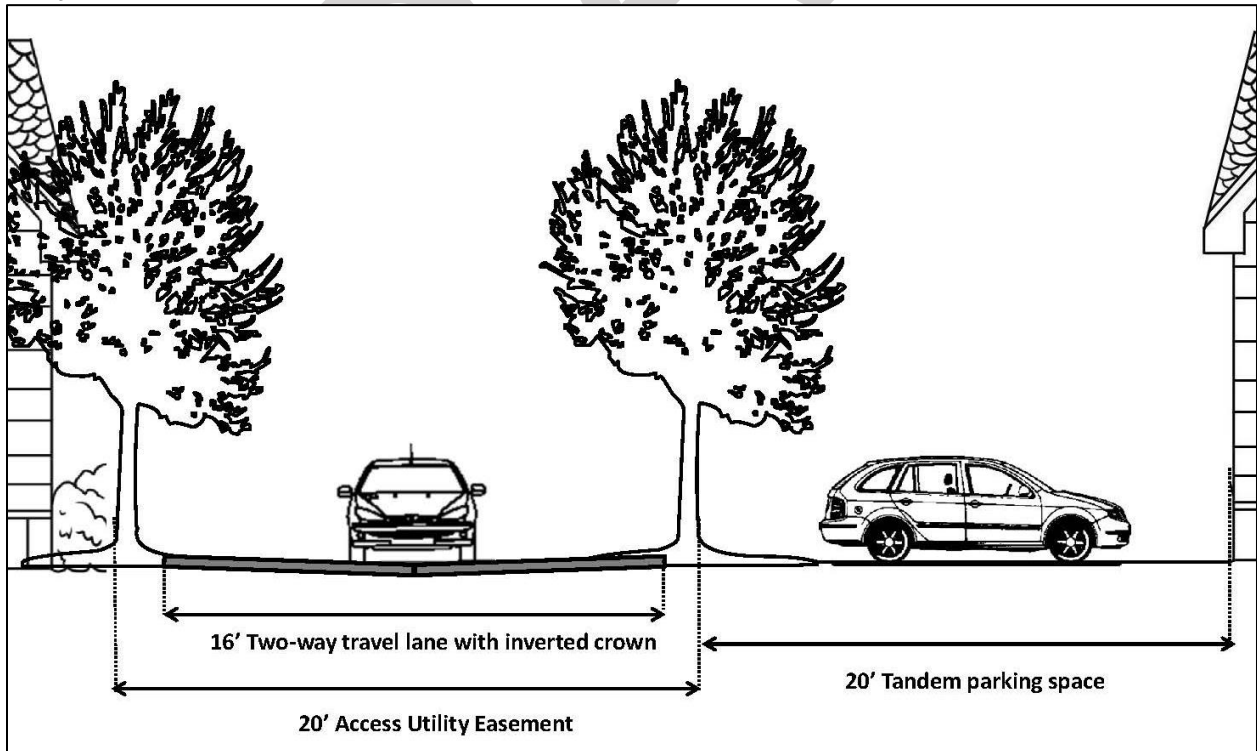 16’ Two-way travel lane with inverted crown
20’ Tandem parking space
20’ Access Utility Easement